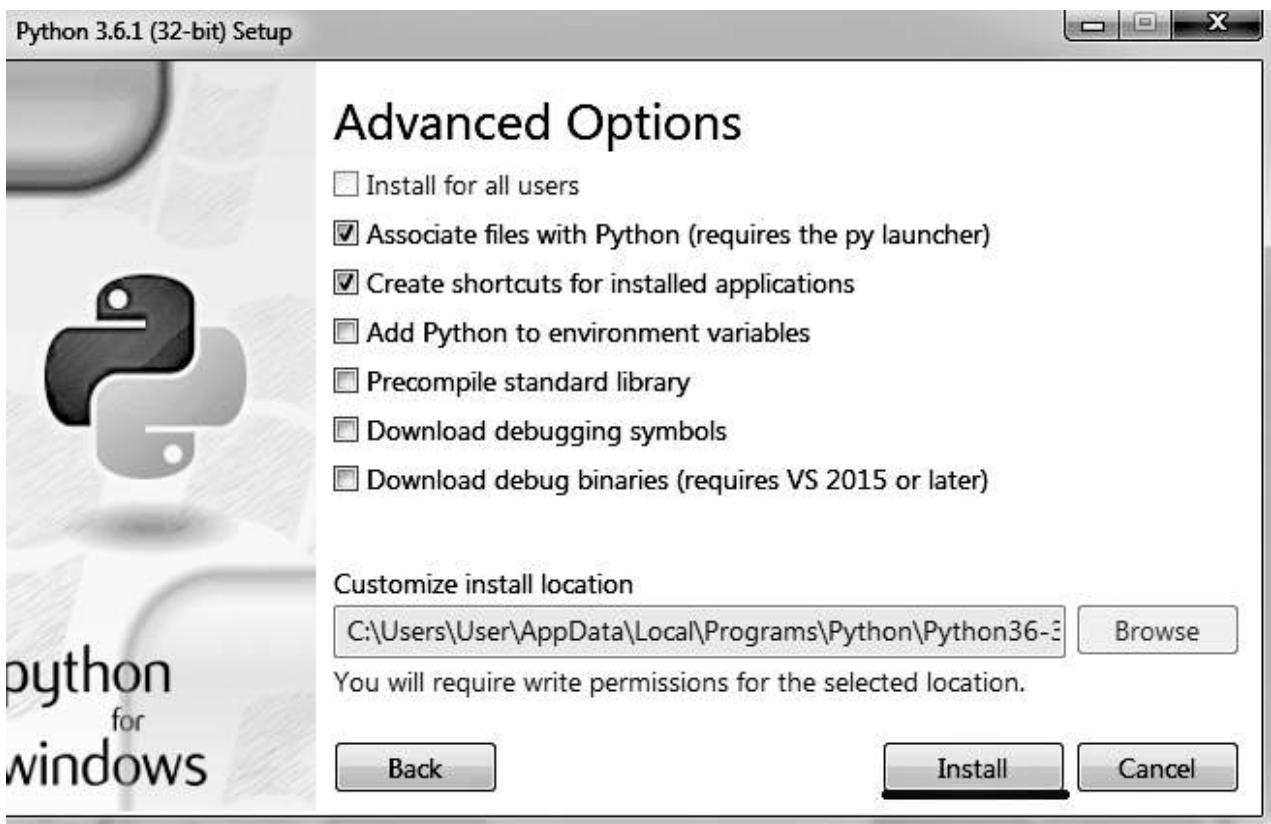 Python 3.6.1 (32-bit) Setup
Advanced Options
Install for all users
Associate files with Python (requires the py launcher)
Create shortcuts for installed applications
Add Python to environment variables
Precompile standard library
Download debugging symbols
Download debug binaries (requires VS 2015 or later)
Customize install location
C:\Users\User\AppData\Local\Programs\Python\Python36-3
Browse
You will require write permissions for the selected location.
python
for
windows
Back
Install
Cancel